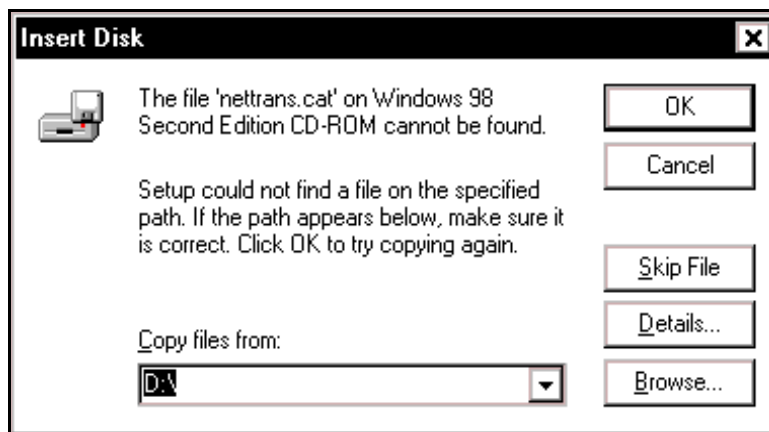 Insert Disk
The file 'nettrans.cat' on Windows 98
Second Edition CD-ROM cannot be found.
Setup could not find a file on the specified
path. If the path appears below, make sure it
is correct. Click OK to try copying again.
Copy files from:
D:\
OK
Cancel
Skip File
Details...
Browse...